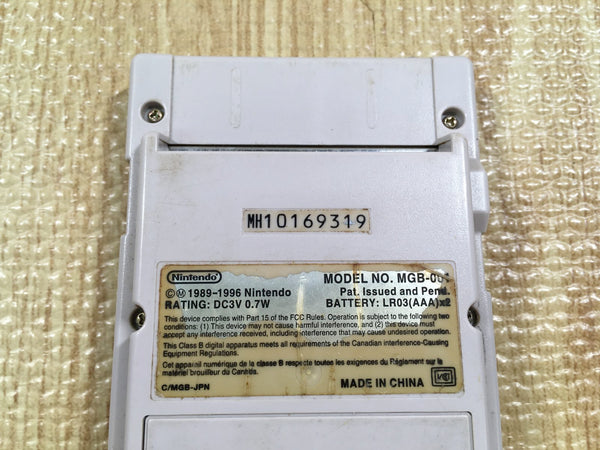 MH10169319
Nintendo
MODEL NO. MGB-001
©Ⓜ 1989–1996 Nintendo
Pat. Issued and Pend.
RATING: DC3V 0.7W
BATTERY: LR03(AAA)x2
This device complies with Part 15 of the FCC Rules. Operation is subject to the following two
conditions: (1) This device may not cause harmful interference, and (2) this device must
accept any interference received, including interference that may cause undesired operation.
This Class B digital apparatus meets all requirements of the Canadian Interference-Causing
Equipment Regulations.
Cet appareil numérique de la classe B respecte toutes les exigences du Règlement sur le
matériel brouilleur du Canada.
C/MGB-JPN
MADE IN CHINA